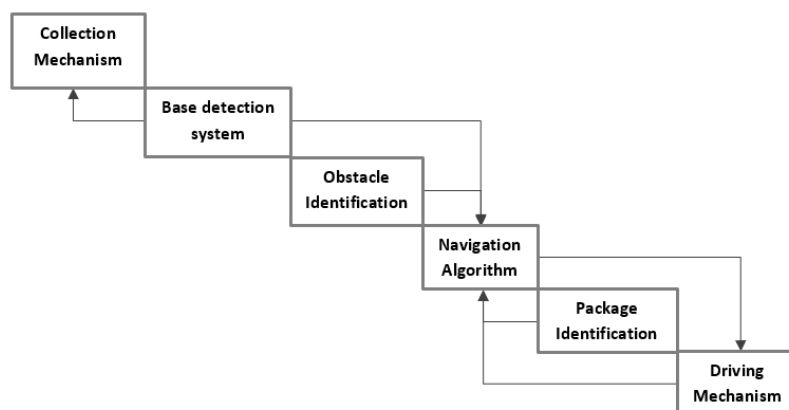 Collection
Mechanism
Base detection
system
Obstacle
Identification
Navigation
Algorithm
Package
Identification
Driving
Mechanism